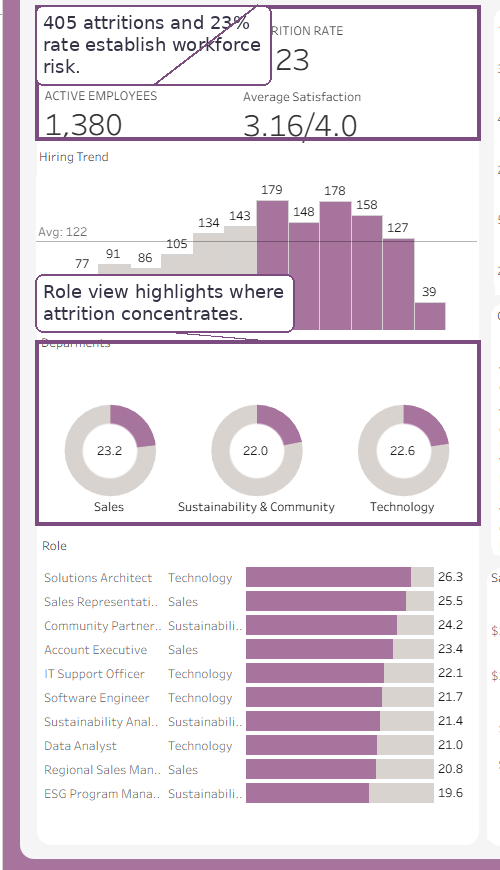 405 attritions and 23%
rate establish workforce
risk.
RITION RATE
23
ACTIVE EMPLOYEES
Average Satisfaction
1,380
3.16/4.0
Hiring Trend
179
178
158
148
143
134
127
Avg: 122
105
91
86
77
39
Role view highlights where
attrition concentrates.
Deparments
23.2
22.0
22.6
Sales
Sustainability & Community
Technology
Role
Solutions Architect Technology 26.3
Sales Representati.. Sales 25.5
Community Partner.. Sustainabili.. 24.2
Account Executive Sales 23.4
IT Support Officer Technology 22.1
Software Engineer Technology 21.7
Sustainability Anal.. Sustainabili.. 21.4
Data Analyst Technology 21.0
Regional Sales Man.. Sales 20.8
ESG Program Mana.. Sustainabili.. 19.6